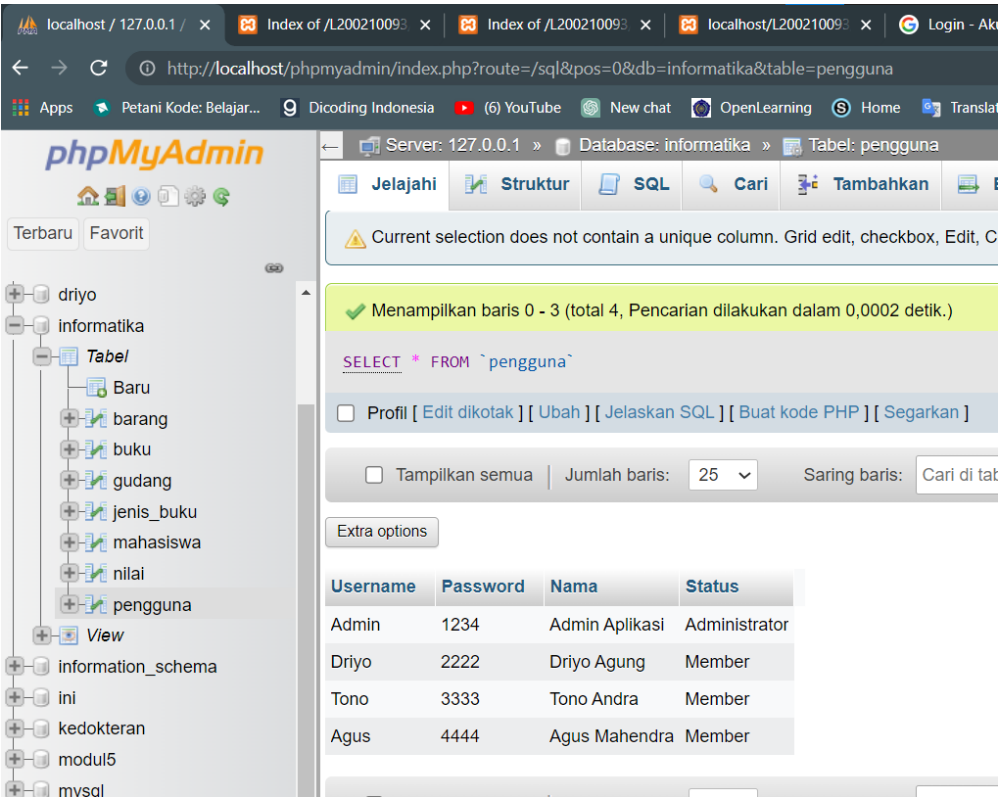 localhost / 127.0.0.1 /
Index of /L200210093
Index of /L200210093
localhost/L200210093
Login - Aku
http://localhost/phpmyadmin/index.php?route=/sql&pos=0&db=informatika&table=pengguna
Apps Petani Kode: Belajar... Dicoding Indonesia (6) YouTube New chat OpenLearning Home Translat
phpMyAdmin
Terbaru Favorit
driyo
informatika
Tabel
Baru
barang
buku
gudang
jenis_buku
mahasiswa
nilai
pengguna
View
information_schema
ini
kedokteran
modul5
mysql
Server: 127.0.0.1 » Database: informatika » Tabel: pengguna
Jelajahi Struktur SQL Cari Tambahkan
Current selection does not contain a unique column. Grid edit, checkbox, Edit, C
Menampilkan baris 0 - 3 (total 4, Pencarian dilakukan dalam 0,0002 detik.)
SELECT * FROM `pengguna`
Profil [ Edit dikotak ] [ Ubah ] [ Jelaskan SQL ] [ Buat kode PHP ] [ Segarkan ]
Tampilkan semua | Jumlah baris: 25 Saring baris: Cari di tab
Extra options
Username Password Nama Status
Admin 1234 Admin Aplikasi Administrator
Driyo 2222 Driyo Agung Member
Tono 3333 Tono Andra Member
Agus 4444 Agus Mahendra Member